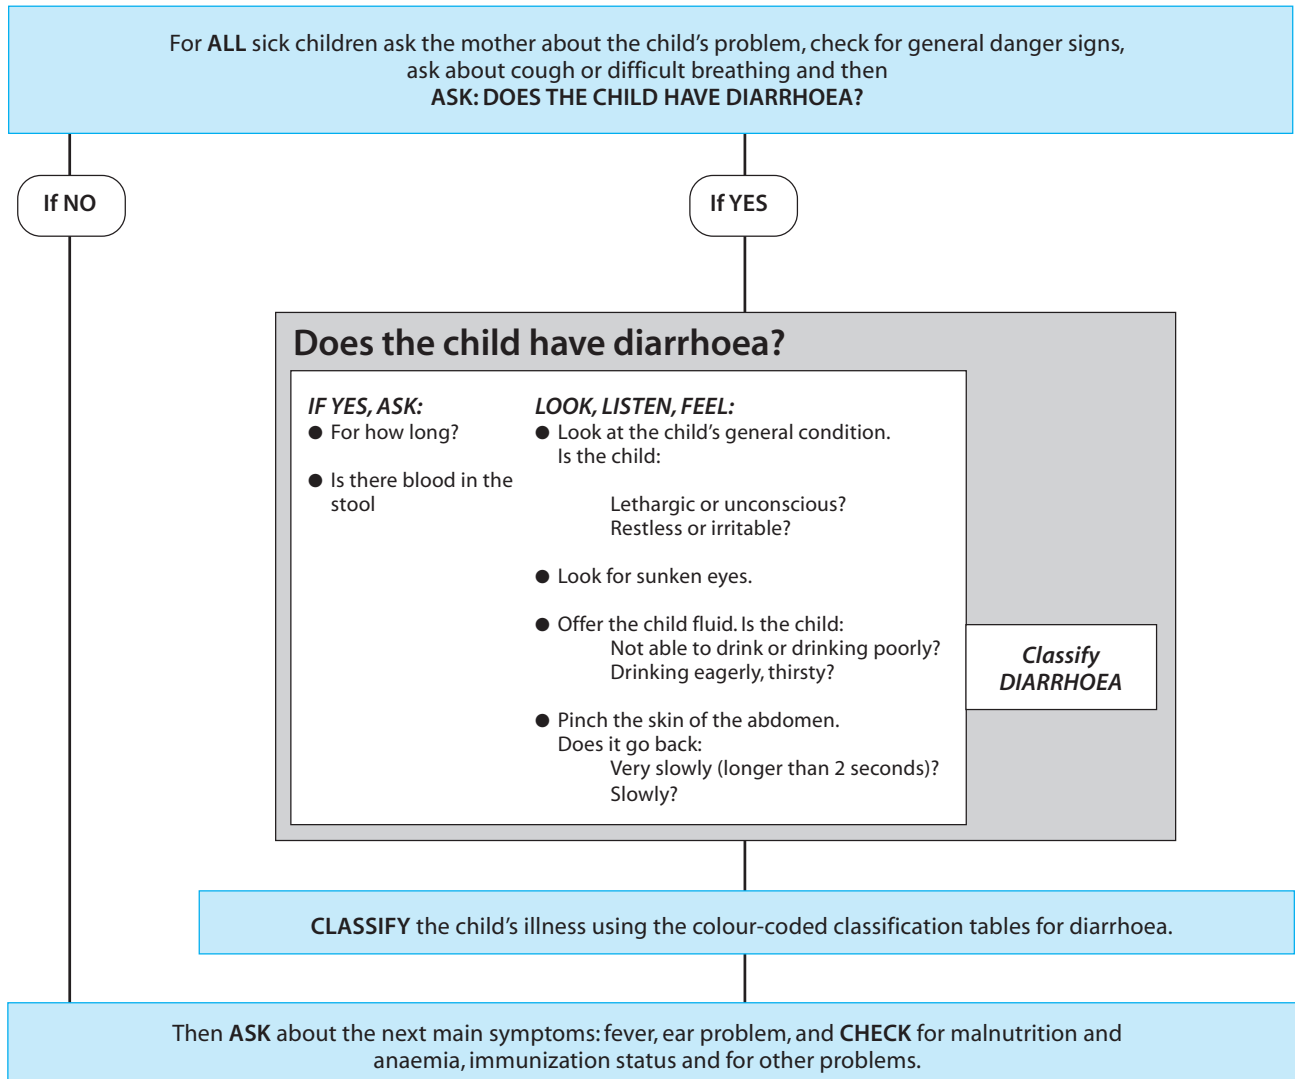 For ALL sick children ask the mother about the child's problem, check for general danger signs,
ask about cough or difficult breathing and then
ASK: DOES THE CHILD HAVE DIARRHOEA?
If NO
If YES
Does the child have diarrhoea?
IF YES, ASK:
● For how long?
● Is there blood in the
stool
LOOK, LISTEN, FEEL:
● Look at the child's general condition.
Is the child:
Lethargic or unconscious?
Restless or irritable?
● Look for sunken eyes.
● Offer the child fluid. Is the child:
Not able to drink or drinking poorly?
Drinking eagerly, thirsty?
● Pinch the skin of the abdomen.
Does it go back:
Very slowly (longer than 2 seconds)?
Slowly?
Classify
DIARRHOEA
CLASSIFY the child's illness using the colour-coded classification tables for diarrhoea.
Then ASK about the next main symptoms: fever, ear problem, and CHECK for malnutrition and
anaemia, immunization status and for other problems.